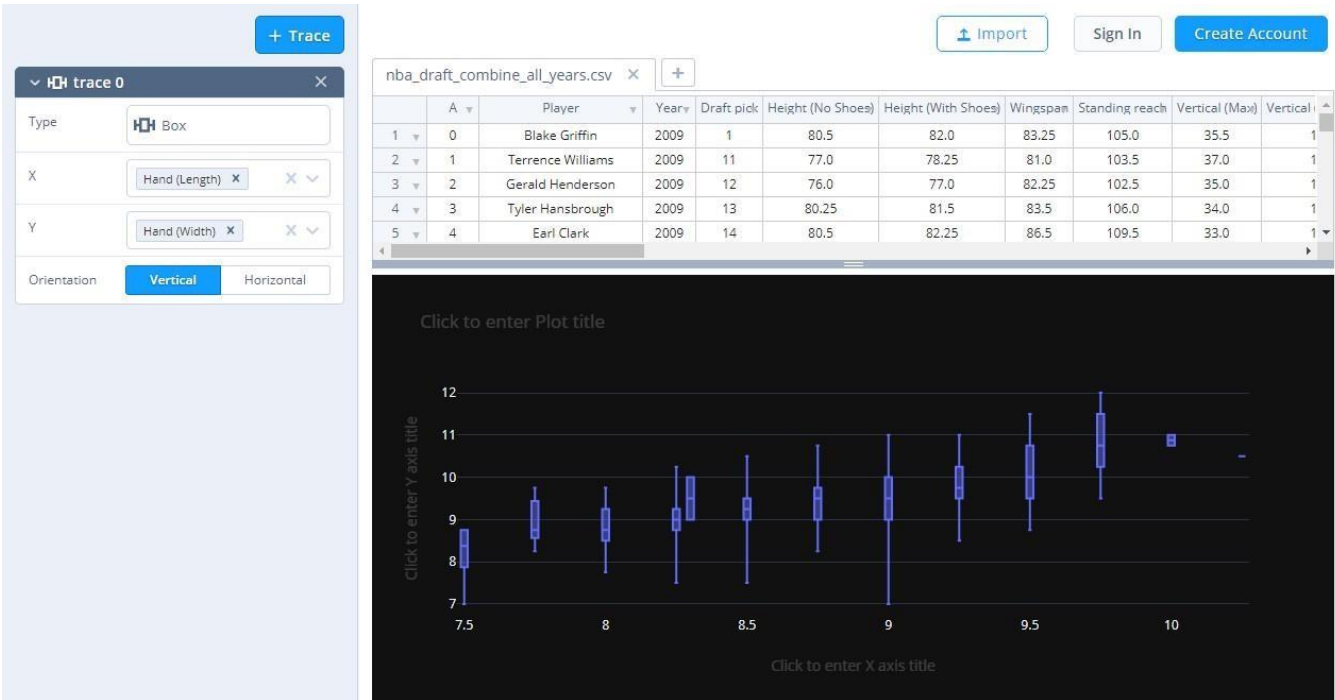 + Trace
trace 0
Type
Box
X
Hand (Length)
Y
Hand (Width)
Orientation
Vertical Horizontal
Import
Sign In
Create Account
nba_draft_combine_all_years.csv
+
A Player Year Draft pick Height (No Shoes) Height (With Shoes) Wingspan Standing reach Vertical (Max) Vertical
1 0 Blake Griffin 2009 1 80.5 82.0 83.25 105.0 35.5 1
2 1 Terrence Williams 2009 11 77.0 78.25 81.0 103.5 37.0 1
3 2 Gerald Henderson 2009 12 76.0 77.0 82.25 102.5 35.0 1
4 3 Tyler Hansbrough 2009 13 80.25 81.5 83.5 106.0 34.0 1
5 4 Earl Clark 2009 14 80.5 82.25 86.5 109.5 33.0 1
Click to enter Plot title
Click to enter Y axis title
12
11
10
9
8
7
7.5 8 8.5 9 9.5 10
Click to enter X axis title